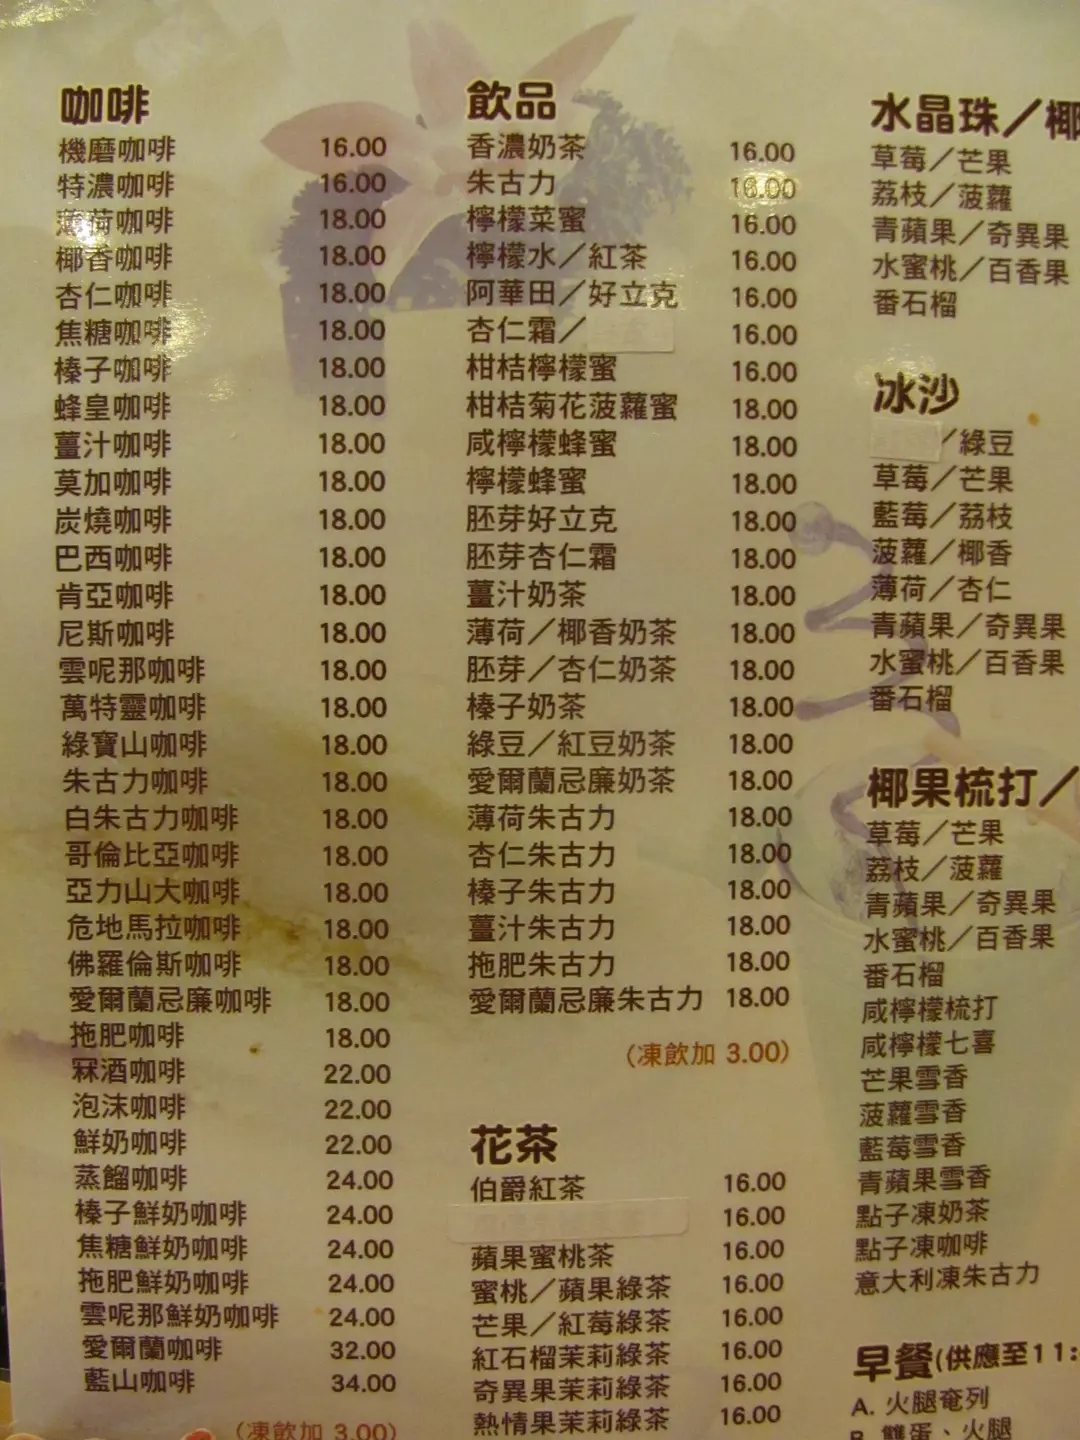 咖啡
機磨咖啡 16.00
特濃咖啡 16.00
薄荷咖啡 18.00
椰香咖啡 18.00
杏仁咖啡 18.00
焦糖咖啡 18.00
榛子咖啡 18.00
蜂皇咖啡 18.00
薑汁咖啡 18.00
莫加咖啡 18.00
炭燒咖啡 18.00
巴西咖啡 18.00
肯亞咖啡 18.00
尼斯咖啡 18.00
雲呢那咖啡 18.00
萬特靈咖啡 18.00
綠寶山咖啡 18.00
朱古力咖啡 18.00
白朱古力咖啡 18.00
哥倫比亞咖啡 18.00
亞力山大咖啡 18.00
危地馬拉咖啡 18.00
佛羅倫斯咖啡 18.00
愛爾蘭忌廉咖啡 18.00
拖肥咖啡 18.00
冧酒咖啡 22.00
泡沫咖啡 22.00
鮮奶咖啡 22.00
蒸餾咖啡 24.00
榛子鮮奶咖啡 24.00
焦糖鮮奶咖啡 24.00
拖肥鮮奶咖啡 24.00
雲呢那鮮奶咖啡 24.00
愛爾蘭咖啡 32.00
藍山咖啡 34.00
(凍飲加 3.00)
飲品
香濃奶茶 16.00
朱古力 16.00
檸檬菜蜜 16.00
檸檬水／紅茶 16.00
阿華田／好立克 16.00
杏仁霜／ 16.00
柑桔檸檬蜜 16.00
柑桔菊花菠蘿蜜 18.00
咸檸檬蜂蜜 18.00
檸檬蜂蜜 18.00
胚芽好立克 18.00
胚芽杏仁霜 18.00
薑汁奶茶 18.00
薄荷／椰香奶茶 18.00
胚芽／杏仁奶茶 18.00
榛子奶茶 18.00
綠豆／紅豆奶茶 18.00
愛爾蘭忌廉奶茶 18.00
薄荷朱古力 18.00
杏仁朱古力 18.00
榛子朱古力 18.00
薑汁朱古力 18.00
拖肥朱古力 18.00
愛爾蘭忌廉朱古力 18.00
(凍飲加 3.00)
花茶
伯爵紅茶 16.00
16.00
蘋果蜜桃茶 16.00
蜜桃／蘋果綠茶 16.00
芒果／紅莓綠茶 16.00
紅石榴茉莉綠茶 16.00
奇異果茉莉綠茶 16.00
熱情果茉莉綠茶 16.00
水晶珠／椰
草莓／芒果
荔枝／菠蘿
青蘋果／奇異果
水蜜桃／百香果
番石榴
冰沙
／綠豆
草莓／芒果
藍莓／荔枝
菠蘿／椰香
薄荷／杏仁
青蘋果／奇異果
水蜜桃／百香果
番石榴
椰果梳打／
草莓／芒果
荔枝／菠蘿
青蘋果／奇異果
水蜜桃／百香果
番石榴
咸檸檬梳打
咸檸檬七喜
芒果雪香
菠蘿雪香
藍莓雪香
青蘋果雪香
點子凍奶茶
點子凍咖啡
意大利凍朱古力
早餐(供應至11:
A. 火腿奄列
B. 雙蛋、火腿